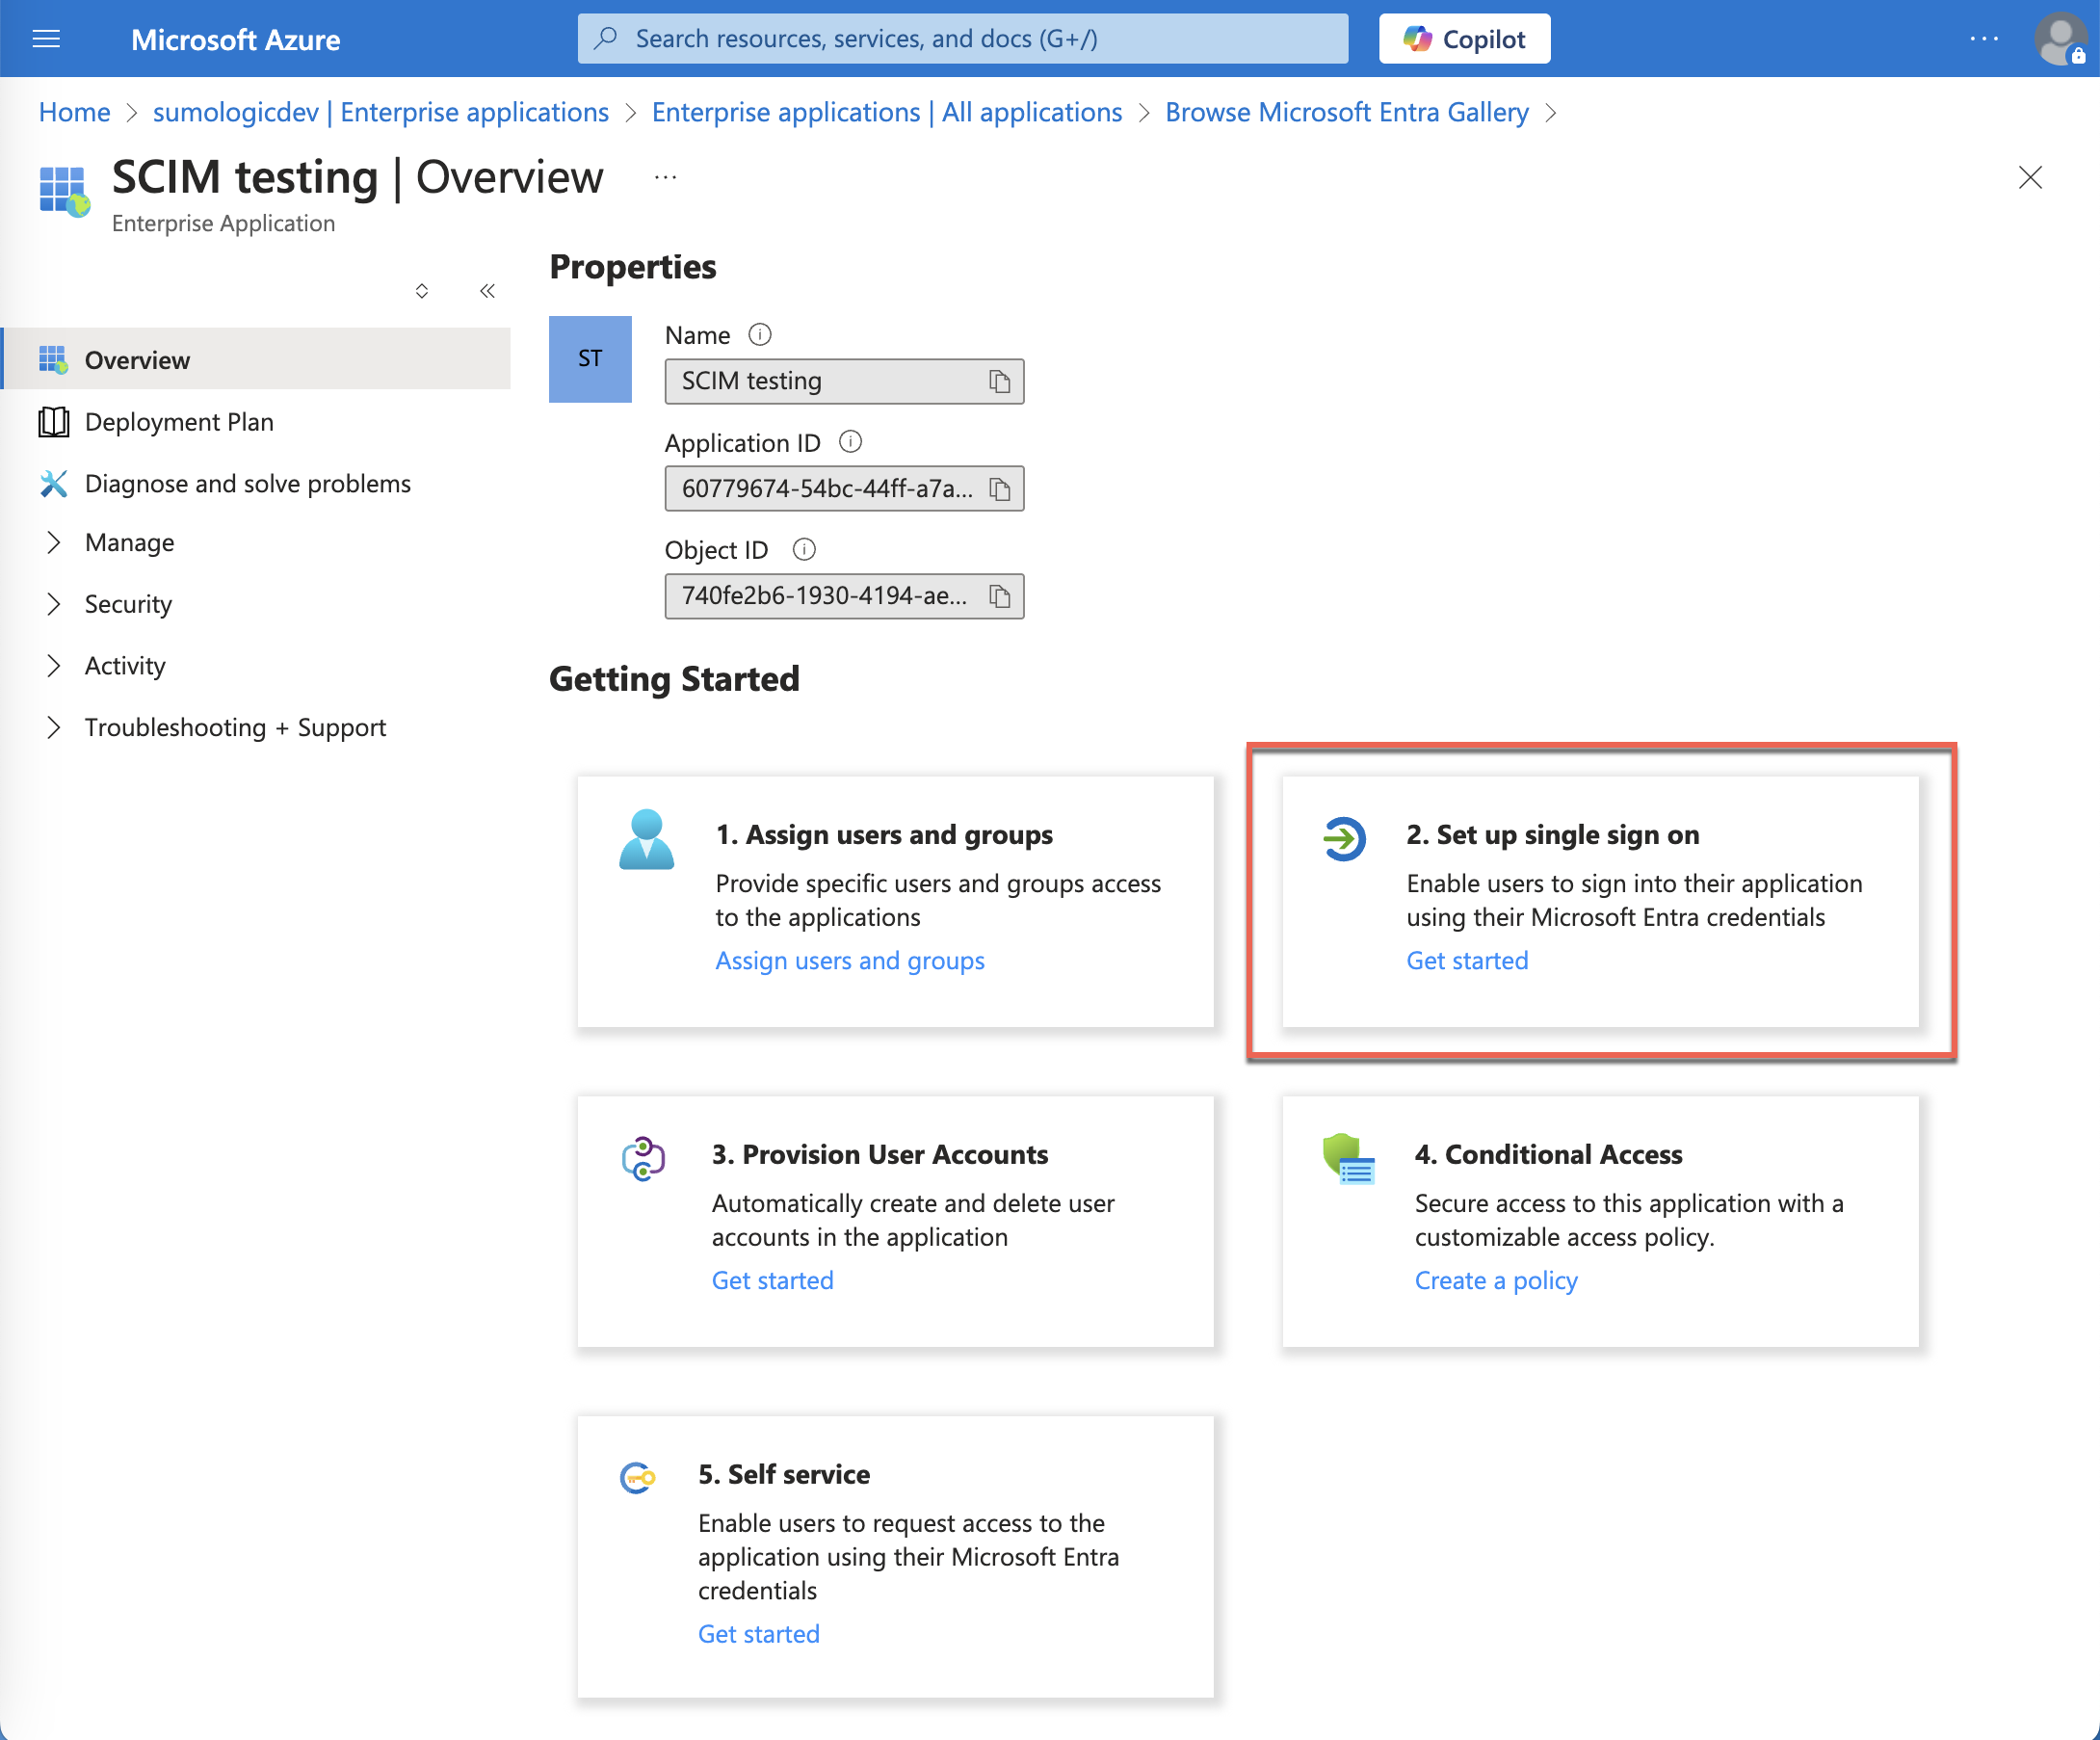 Microsoft Azure
Search resources, services, and docs (G+/)
Copilot
Home > sumologicdev | Enterprise applications > Enterprise applications | All applications > Browse Microsoft Entra Gallery >
SCIM testing | Overview ...
Enterprise Application
Overview
Deployment Plan
Diagnose and solve problems
Manage
Security
Activity
Troubleshooting + Support
Properties
ST
Name
SCIM testing
Application ID
60779674-54bc-44ff-a7a...
Object ID
740fe2b6-1930-4194-ae...
Getting Started
1. Assign users and groups
Provide specific users and groups access
to the applications
Assign users and groups
2. Set up single sign on
Enable users to sign into their application
using their Microsoft Entra credentials
Get started
3. Provision User Accounts
Automatically create and delete user
accounts in the application
Get started
4. Conditional Access
Secure access to this application with a
customizable access policy.
Create a policy
5. Self service
Enable users to request access to the
application using their Microsoft Entra
credentials
Get started